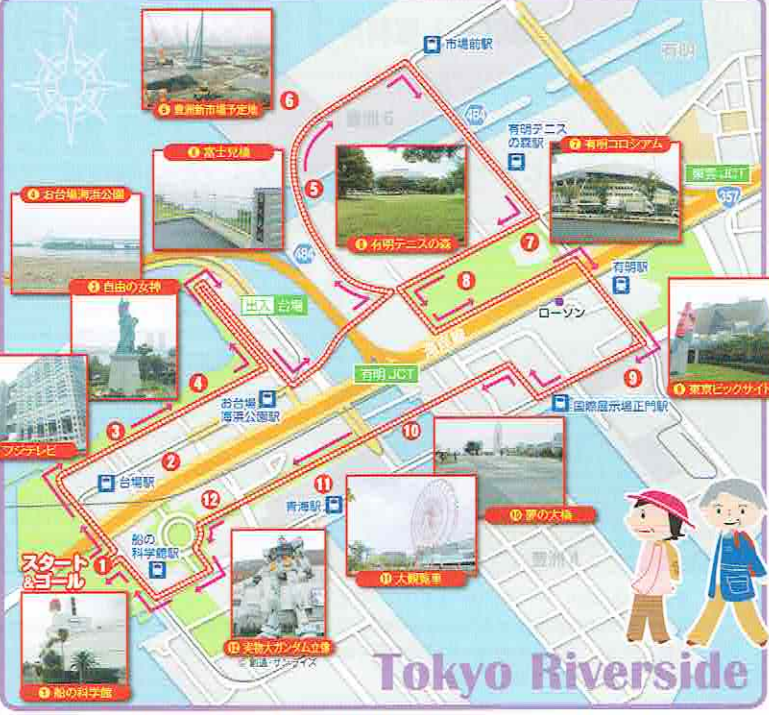 N
市場前駅
有明
⑥ 豊洲新市場予定地
6
豊洲6
484
有明テニス
の森駅
⑦ 有明コロシアム
東雲JCT
357
富士見橋
5
④ お台場海浜公園
有明テニスの森
7
484
有明駅
8
③ 自由の女神
出入 台場
ローソン
有明JCT
4
9
東京ビックサイト
お台場
海浜公園駅
国際展示場正門駅
フジテレビ
3
10
2
台場駅
11
⑩ 夢の大橋
12
青海駅
船の
科学館駅
1
スタート
&ゴール
⑪ 大観覧車
⑫ 実物大ガンダム立像
© 創通・サンライズ
① 船の科学館
Tokyo Riverside